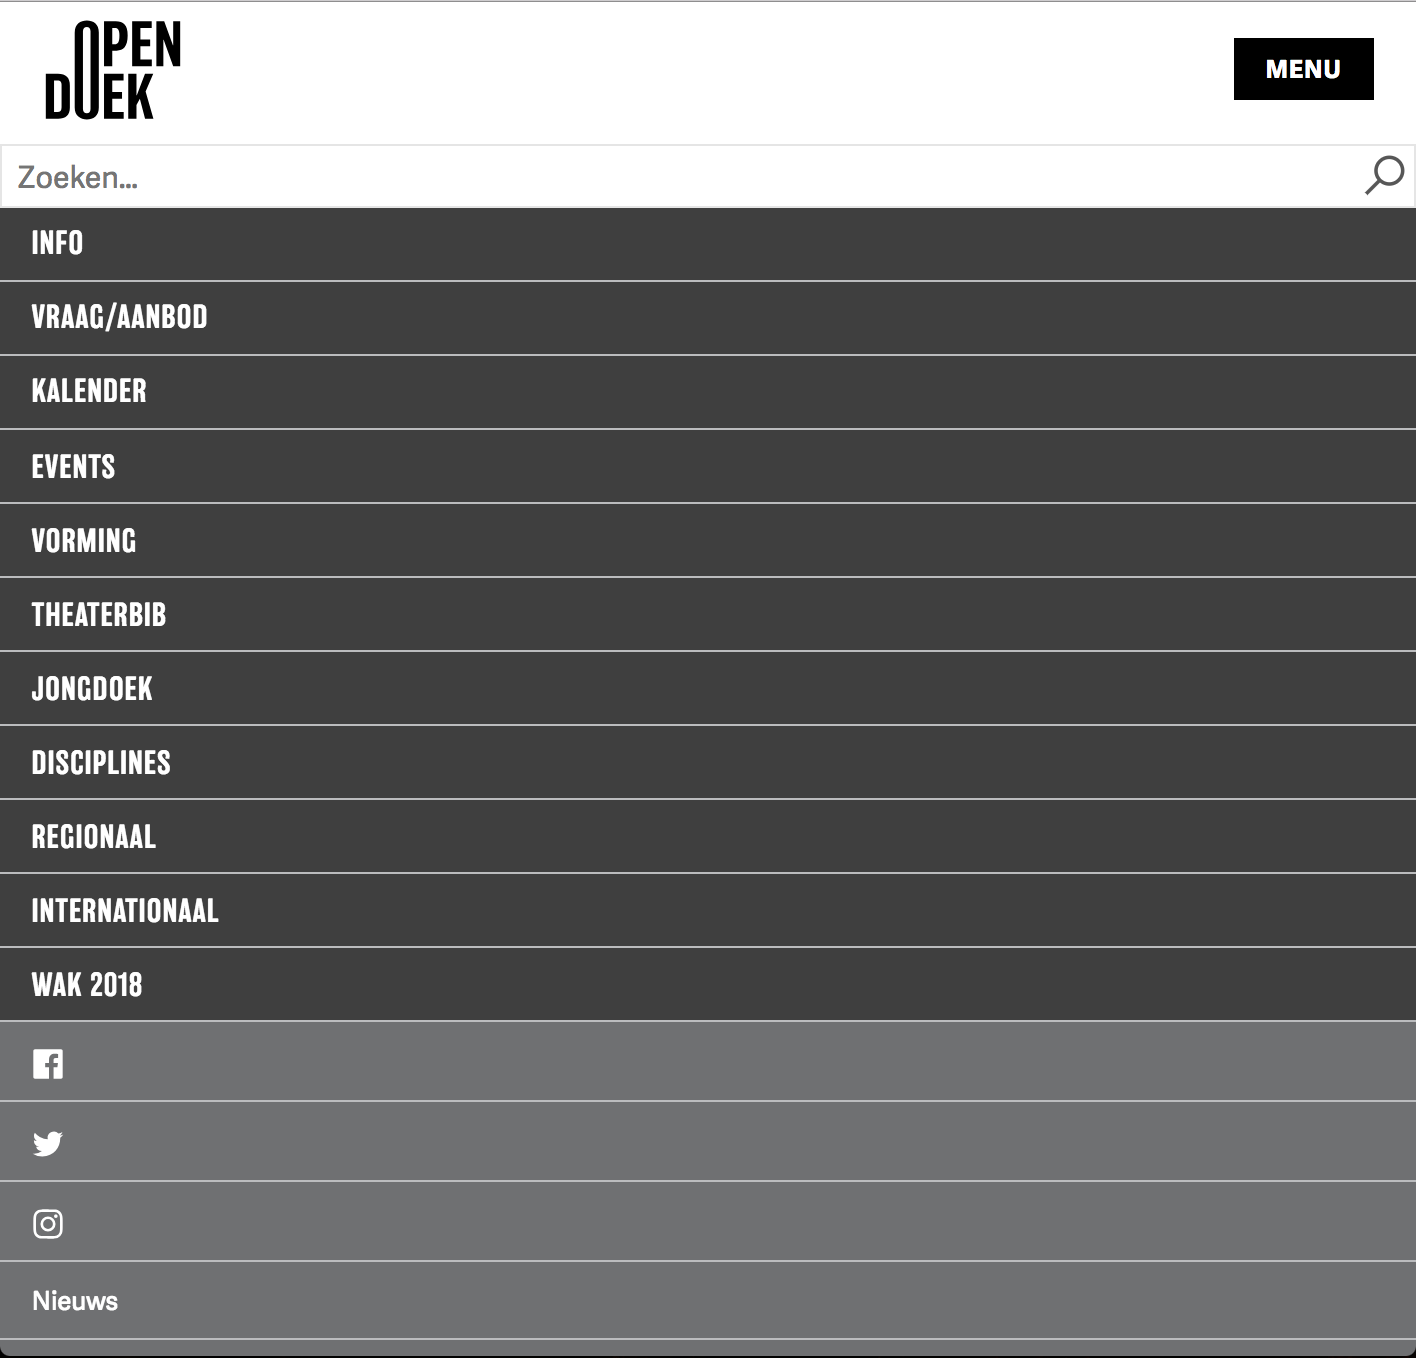 OPEN
DOEK
MENU
Zoeken...
INFO
VRAAG/AANBOD
KALENDER
EVENTS
VORMING
THEATERBIB
JONGDOEK
DISCIPLINES
REGIONAAL
INTERNATIONAAL
WAK 2018
Nieuws